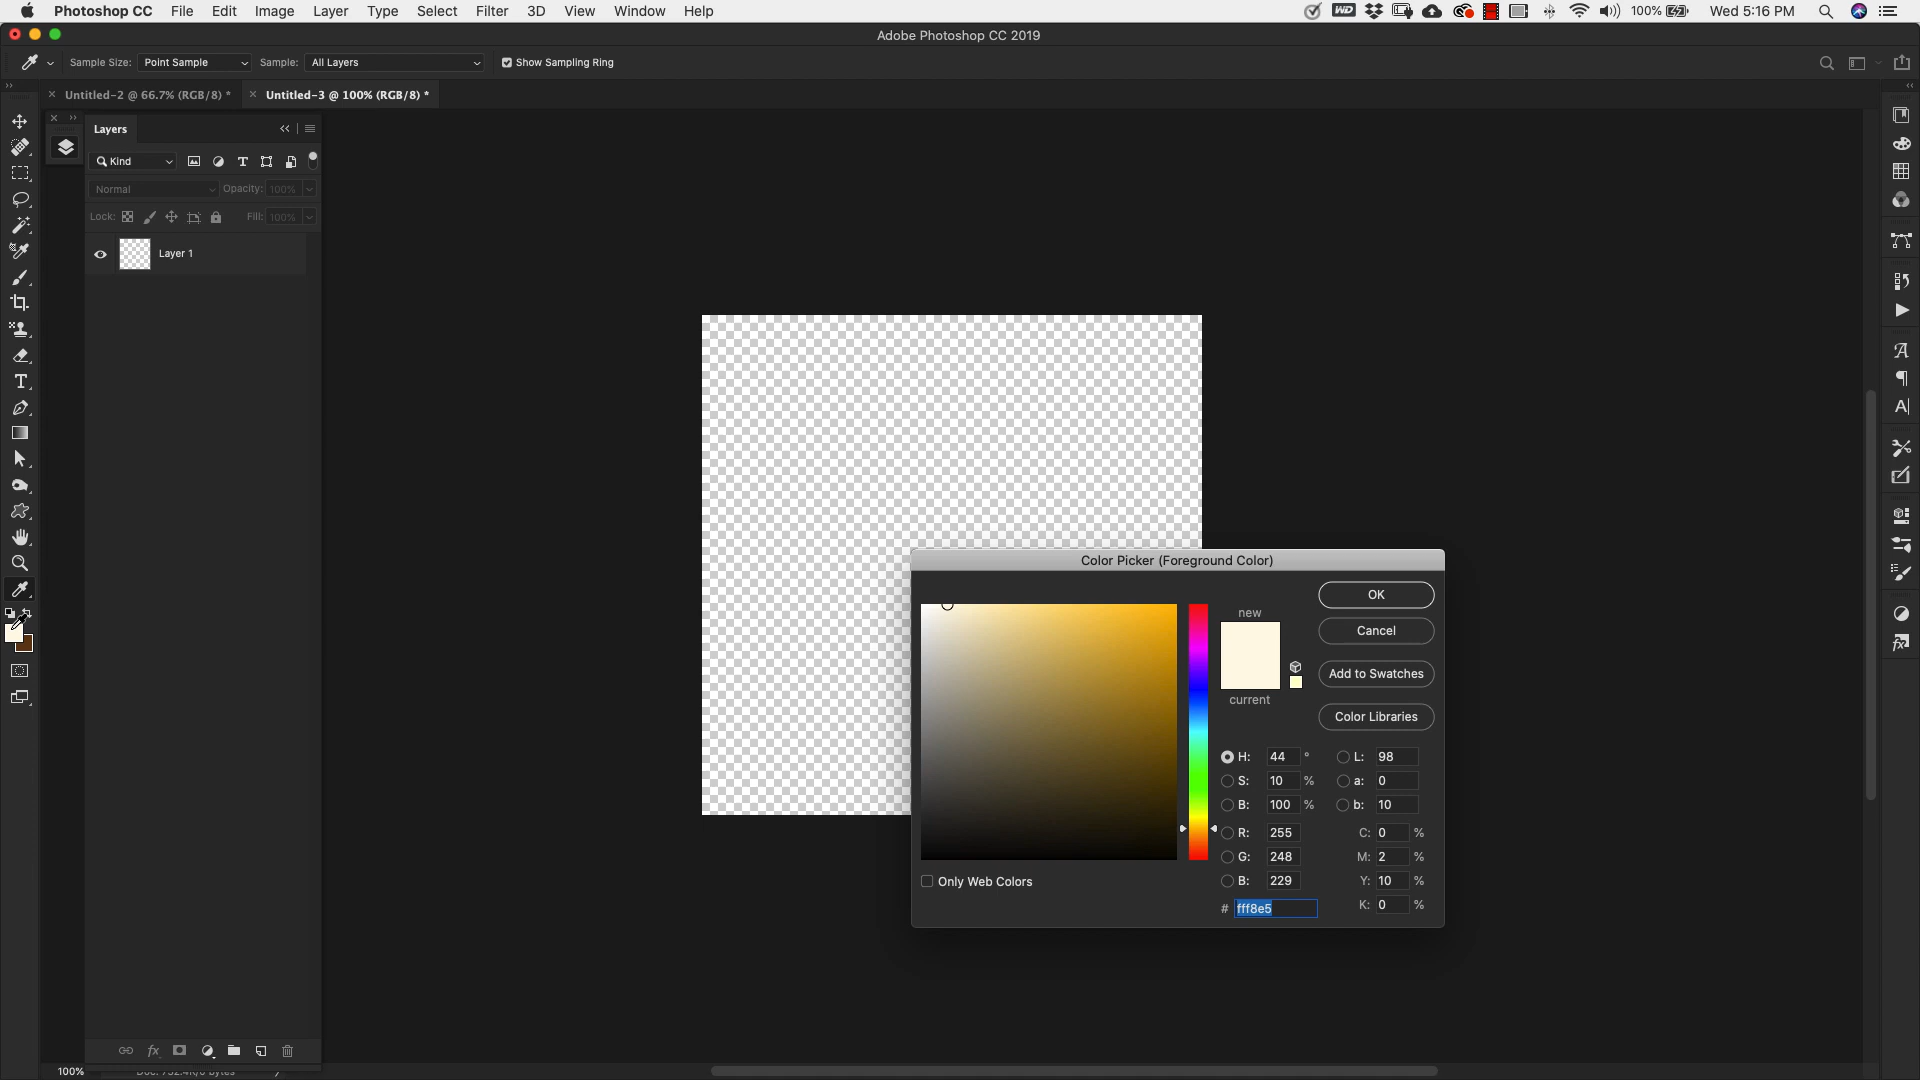 Photoshop CC File Edit Image Layer Type Select Filter 3D View Window Help 100% Wed 5:16 PM
Adobe Photoshop CC 2019
Sample Size: Point Sample Sample: All Layers Show Sampling Ring
Untitled-2 @ 66.7% (RGB/8) * Untitled-3 @ 100% (RGB/8) *
Layers
Kind
Normal Opacity: 100%
Lock: Fill: 100%
Layer 1
Color Picker (Foreground Color)
new
current
OK
Cancel
Add to Swatches
Color Libraries
H: 44 ° L: 98
S: 10 % a: 0
B: 100 % b: 10
R: 255 C: 0 %
G: 248 M: 2 %
B: 229 Y: 10 %
# fff8e5 K: 0 %
Only Web Colors
100%